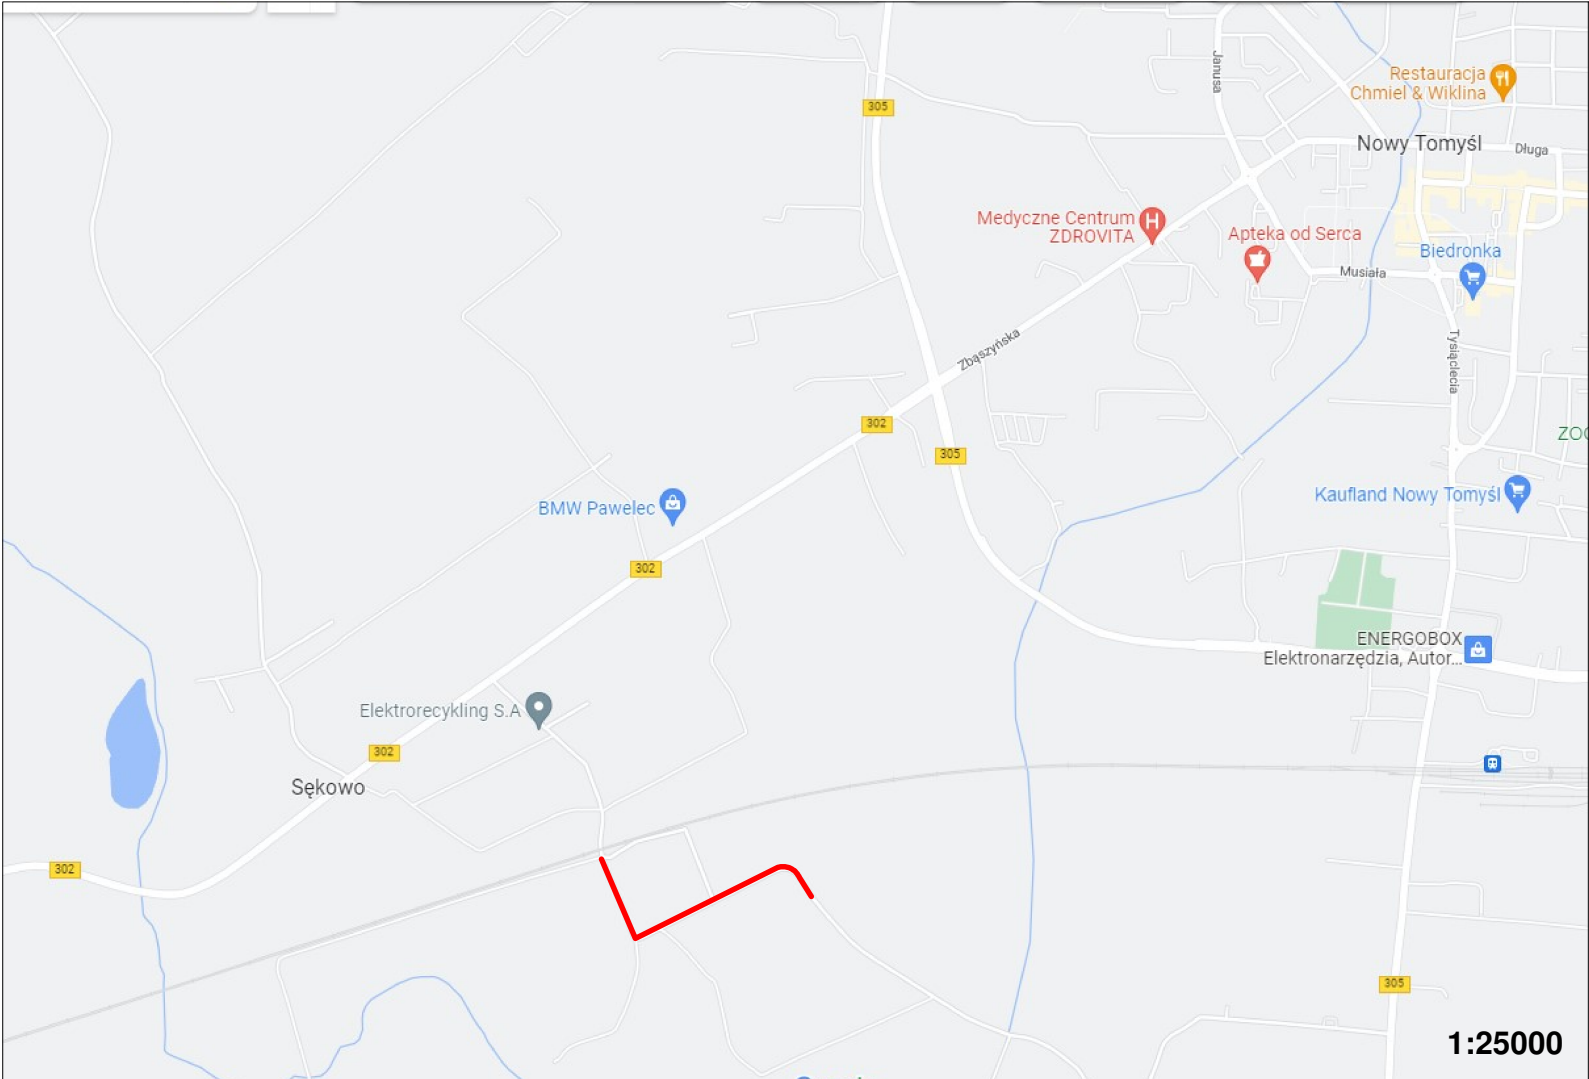 Janusa
Restauracja
Chmiel & Wiklina
305
Nowy Tomyśl
Długa
Medyczne Centrum
ZDROVITA
Apteka od Serca
Biedronka
Musiała
Zbąszyńska
Tysiąclecia
302
ZOO
305
Kaufland Nowy Tomyśl
BMW Pawelec
302
ENERGOBOX
Elektronarzędzia, Autor...
Elektrorecykling S.A
302
Sękowo
302
305
1:25000